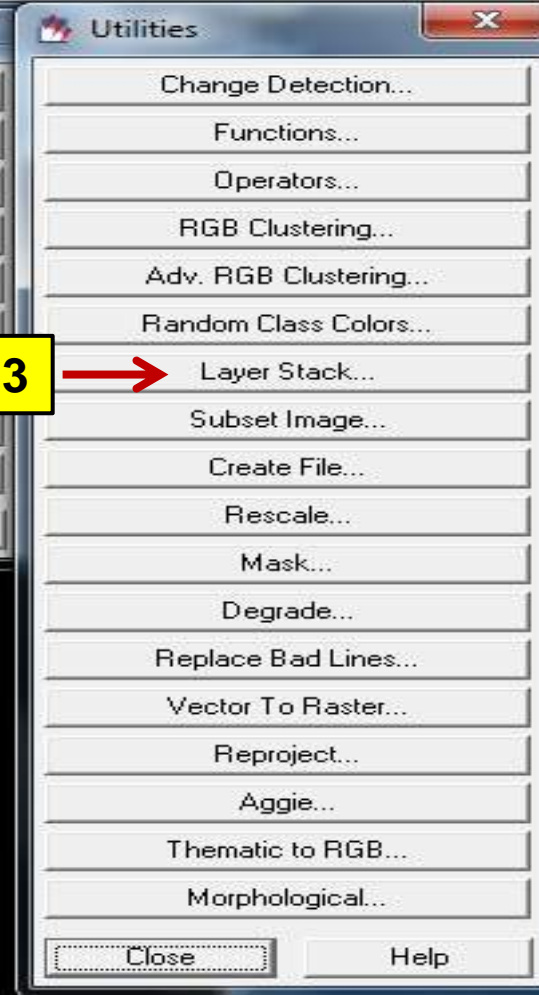 Utilities
Change Detection...
Functions...
Operators...
RGB Clustering...
Adv. RGB Clustering...
Random Class Colors...
3 Layer Stack...
Subset Image...
Create File...
Rescale...
Mask...
Degrade...
Replace Bad Lines...
Vector To Raster...
Reproject...
Aggie...
Thematic to RGB...
Morphological...
Close Help